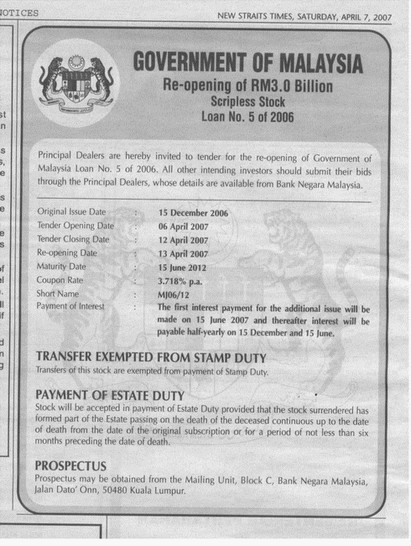 NOTICES
NEW STRAITS TIMES, SATURDAY, APRIL 7, 2007
GOVERNMENT OF MALAYSIA
Re-opening of RM3.0 Billion
Scripless Stock
Loan No. 5 of 2006
Principal Dealers are hereby invited to tender for the re-opening of Government of
Malaysia Loan No. 5 of 2006. All other intending investors should submit their bids
through the Principal Dealers, whose details are available from Bank Negara Malaysia.
Original Issue Date : 15 December 2006
Tender Opening Date : 06 April 2007
Tender Closing Date : 12 April 2007
Re-opening Date : 13 April 2007
Maturity Date : 15 June 2012
Coupon Rate : 3.718% p.a.
Short Name : MJ06/12
Payment of Interest : The first interest payment for the additional issue will be
made on 15 June 2007 and thereafter interest will be
payable half-yearly on 15 December and 15 June.
TRANSFER EXEMPTED FROM STAMP DUTY
Transfers of this stock are exempted from payment of Stamp Duty.
PAYMENT OF ESTATE DUTY
Stock will be accepted in payment of Estate Duty provided that the stock surrendered has
formed part of the Estate passing on the death of the deceased continuous up to the date
of death from the date of the original subscription or for a period of not less than six
months preceding the date of death.
PROSPECTUS
Prospectus may be obtained from the Mailing Unit, Block C, Bank Negara Malaysia,
Jalan Dato' Onn, 50480 Kuala Lumpur.